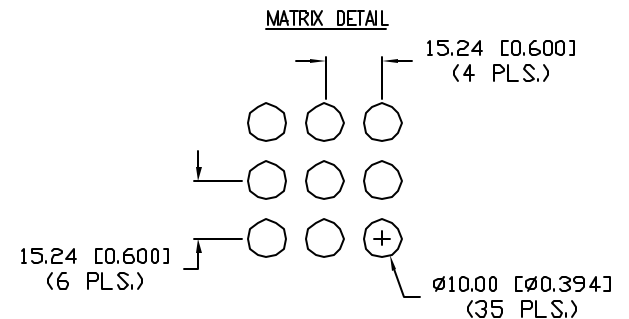 MATRIX DETAIL
15.24 [0.600]
(4 PLS.)
15.24 [0.600]
(6 PLS.)
Ø10.00 [Ø0.394]
(35 PLS.)